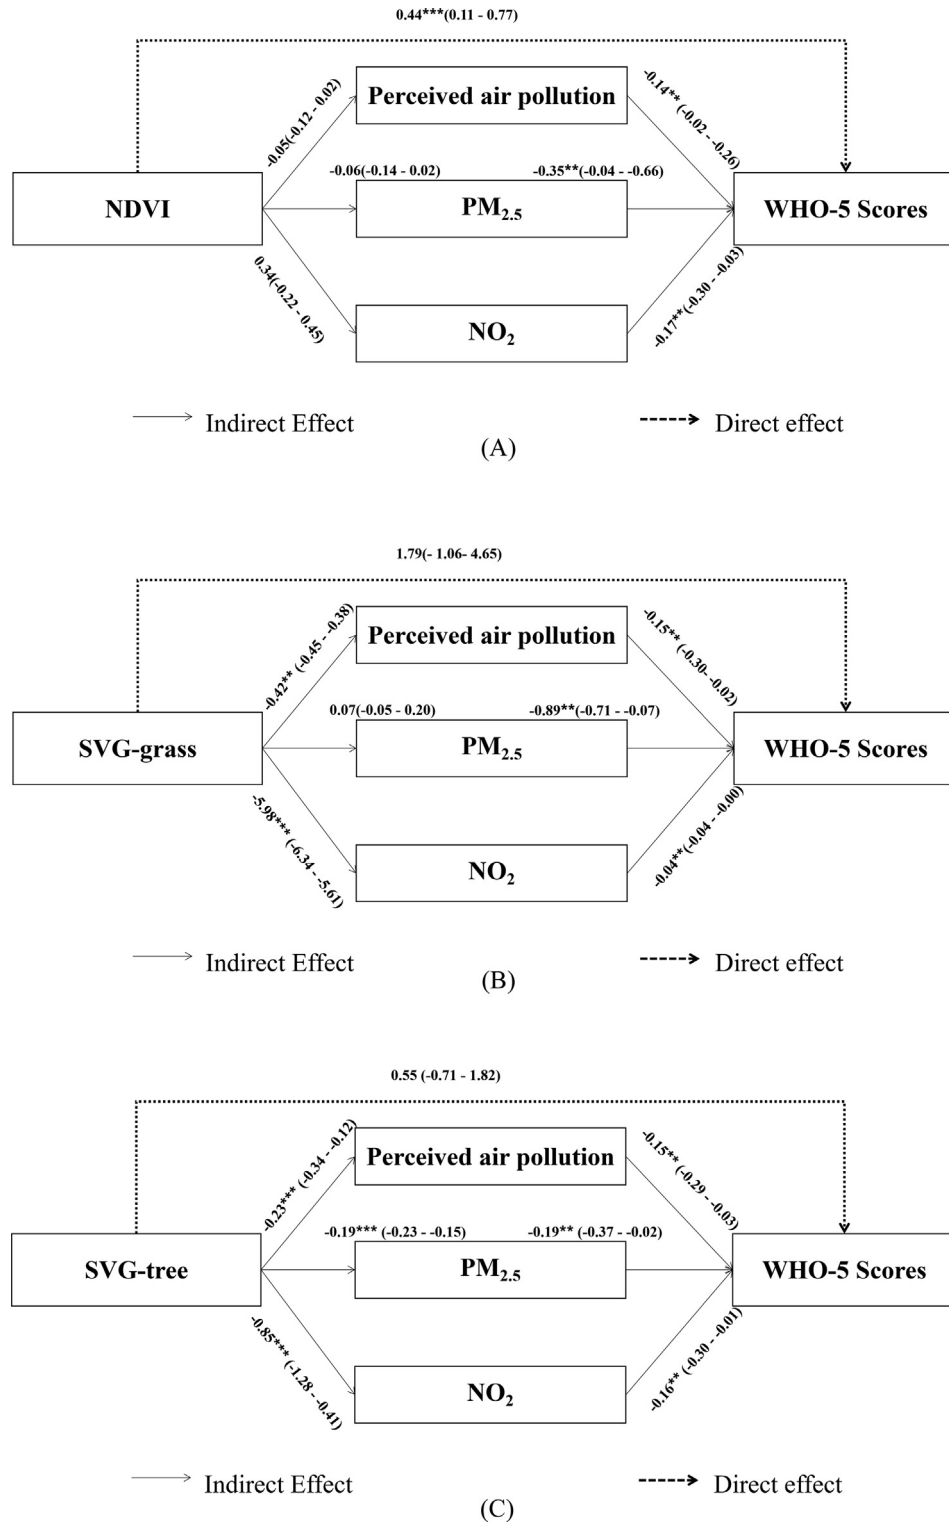 0.44***(0.11 - 0.77)
Perceived air pollution
-0.05(-0.12 - 0.02)
-0.14** (-0.02 - -0.26)
-0.06(-0.14 - 0.02)
-0.35**(-0.04 - -0.66)
NDVI
PM2.5
WHO-5 Scores
0.34(-0.22 - 0.45)
-0.17**(-0.30 - -0.03)
NO2
Indirect Effect
Direct effect
(A)
1.79(- 1.06- 4.65)
Perceived air pollution
-0.42** (-0.45 - -0.38)
-0.15** (-0.30- -0.02)
0.07(-0.05 - 0.20)
-0.89**(-0.71 - -0.07)
SVG-grass
PM2.5
WHO-5 Scores
-5.98*** (-6.34 - -5.61)
-0.04**(-0.04 - -0.00)
NO2
Indirect Effect
Direct effect
(B)
0.55 (-0.71 - 1.82)
Perceived air pollution
-0.23*** (-0.34 - -0.12)
-0.15** (-0.29 - -0.03)
-0.19*** (-0.23 - -0.15)
-0.19** (-0.37 - -0.02)
SVG-tree
PM2.5
WHO-5 Scores
-0.85*** (-1.28 - -0.41)
-0.16** (-0.30 - -0.01)
NO2
Indirect Effect
Direct effect
(C)